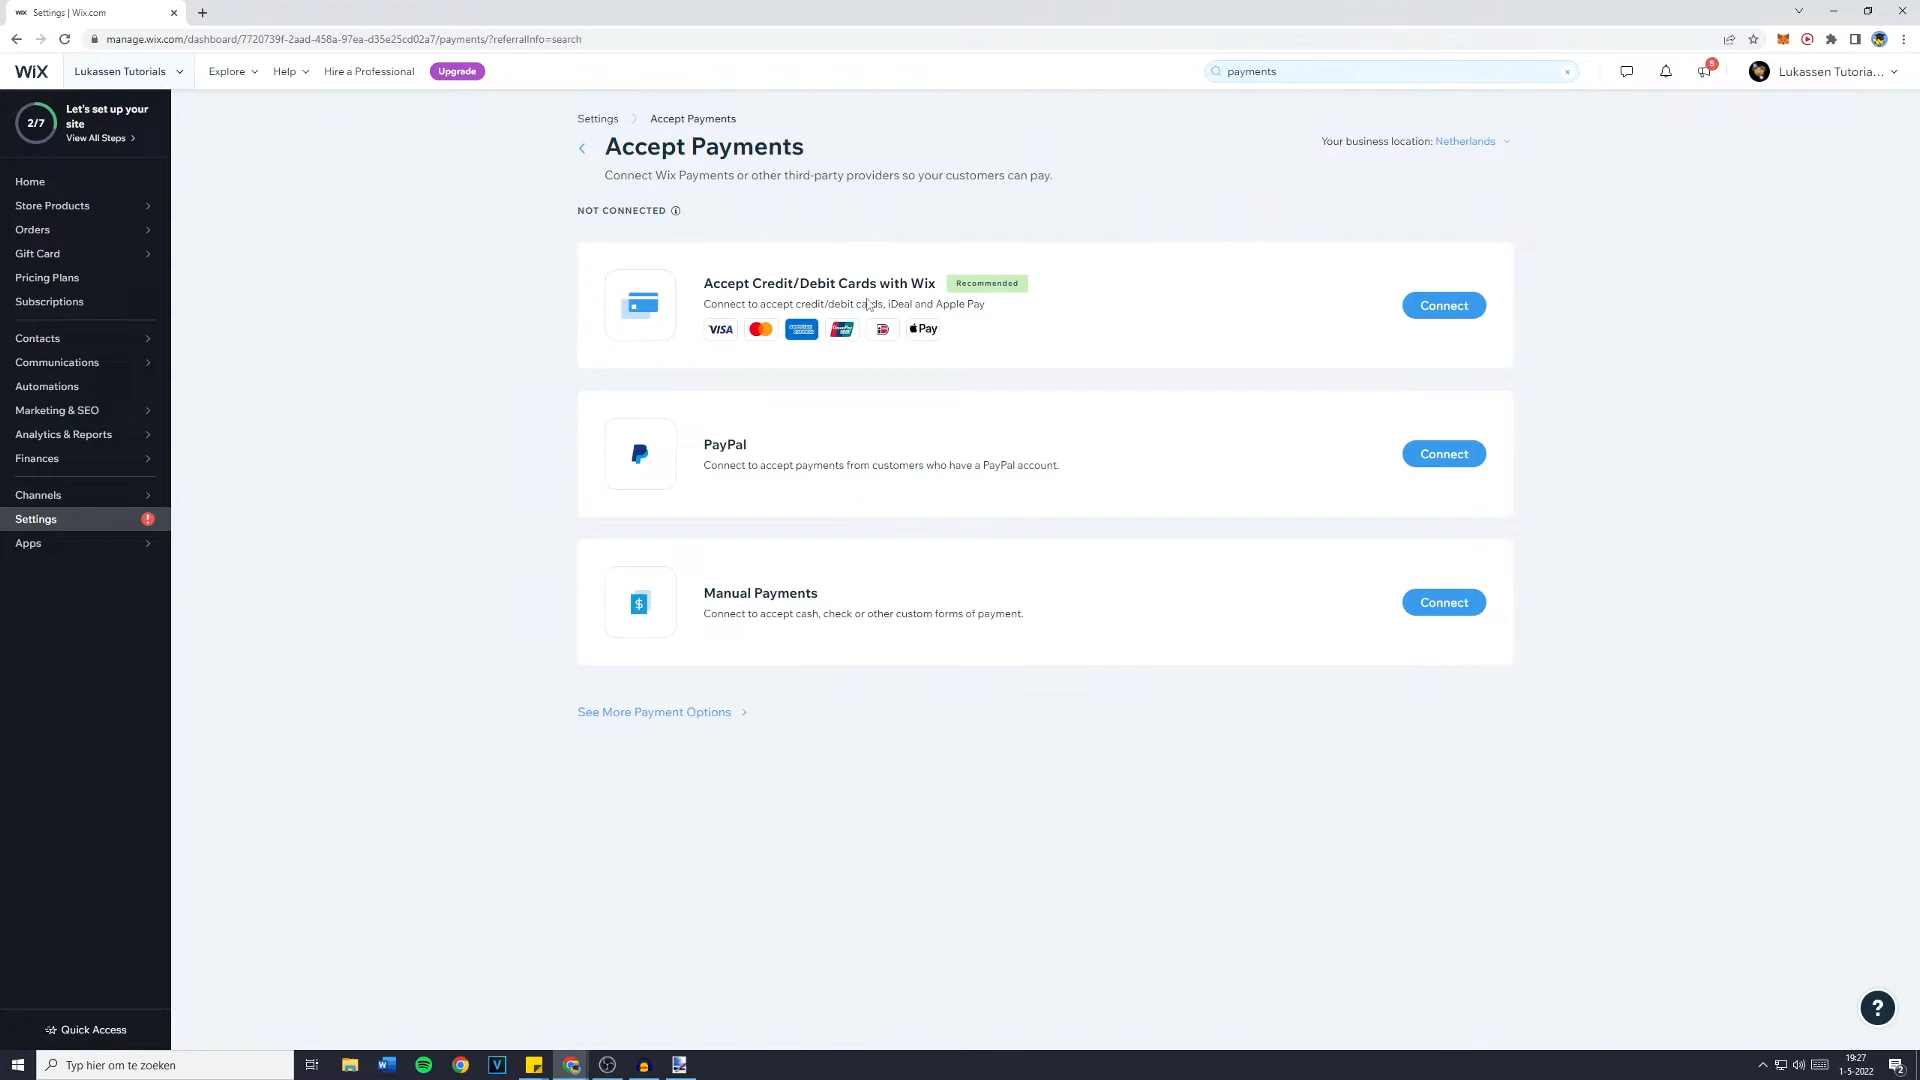 Settings | Wix.com
manage.wix.com/dashboard/7720739f-2aad-458a-97ea-d35e25cd02a7/payments/?referralInfo=search
WiX
Lukassen Tutorials
Explore
Help
Hire a Professional
Upgrade
payments
5
Lukassen Tutoria...
2/7
Let's set up your
site
View All Steps
Home
Store Products
Orders
Gift Card
Pricing Plans
Subscriptions
Contacts
Communications
Automations
Marketing & SEO
Analytics & Reports
Finances
Channels
Settings
Apps
Quick Access
Settings
Accept Payments
Accept Payments
Your business location: Netherlands
Connect Wix Payments or other third-party providers so your customers can pay.
NOT CONNECTED
Accept Credit/Debit Cards with Wix
Recommended
Connect to accept credit/debit cards, iDeal and Apple Pay
VISA
Pay
Connect
PayPal
Connect to accept payments from customers who have a PayPal account.
Connect
Manual Payments
Connect to accept cash, check or other custom forms of payment.
Connect
See More Payment Options
?
Typ hier om te zoeken
19:27
1-5-2022
2